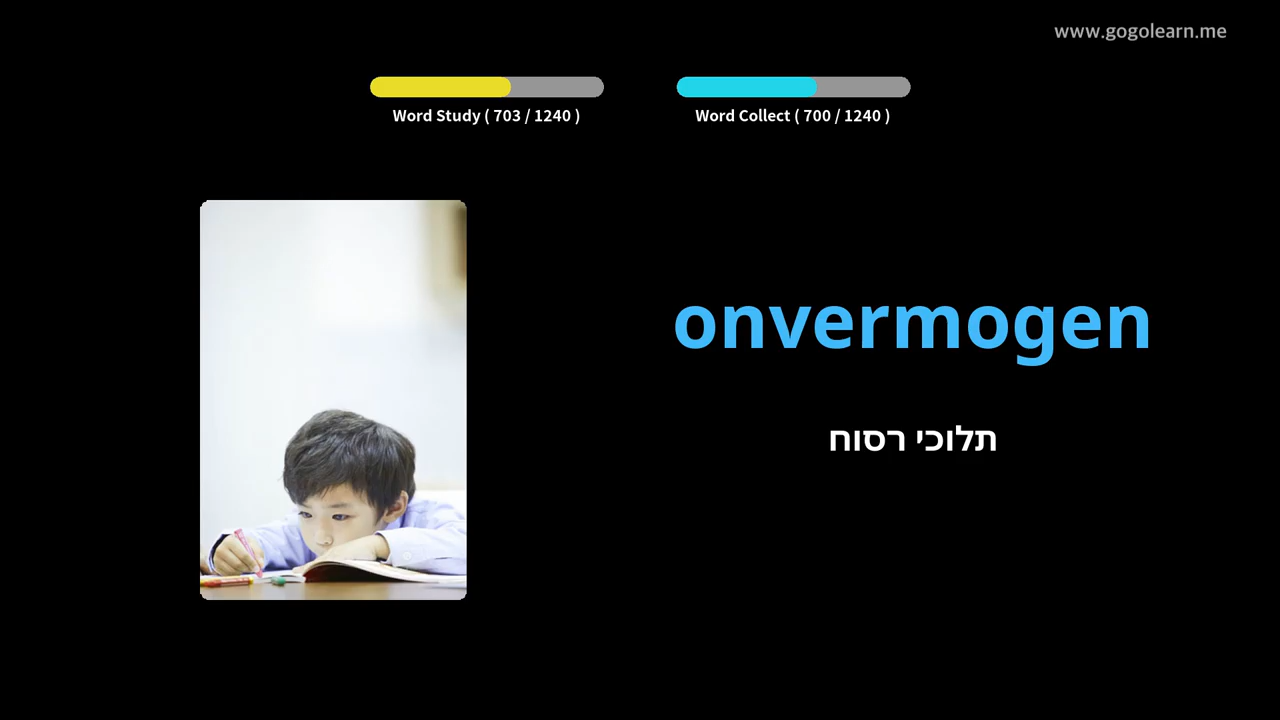 www.gogolearn.me
Word Study ( 703 / 1240 )
Word Collect ( 700 / 1240 )
onvermogen
תלוכי רסוח